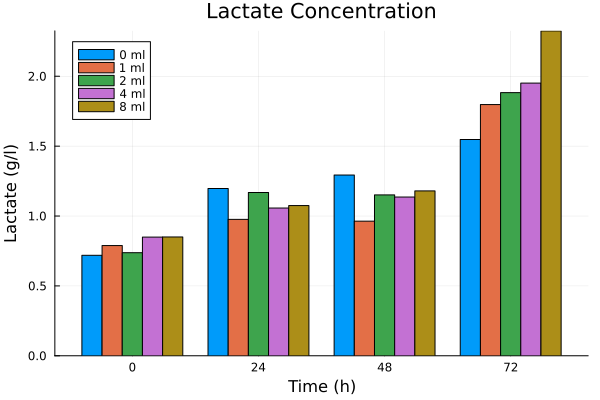 Lactate Concentration
0 ml
1 ml
2 ml
4 ml
8 ml
2.0
1.5
1.0
0.5
0.0
Lactate (g/l)
0 24 48 72
Time (h)